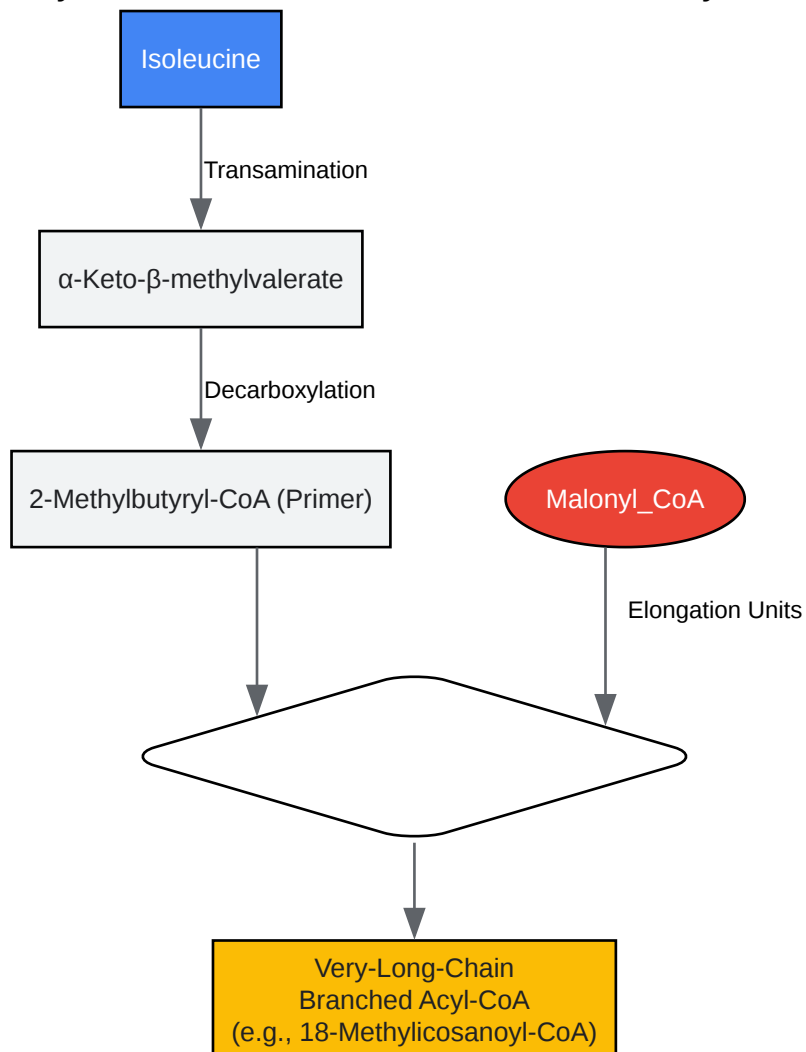 Isoleucine
Transamination
α-Keto-β-methylvalerate
Decarboxylation
2-Methylbutyryl-CoA (Primer)
Malonyl_CoA
Elongation Units
Very-Long-Chain
Branched Acyl-CoA
(e.g., 18-Methylicosanoyl-CoA)